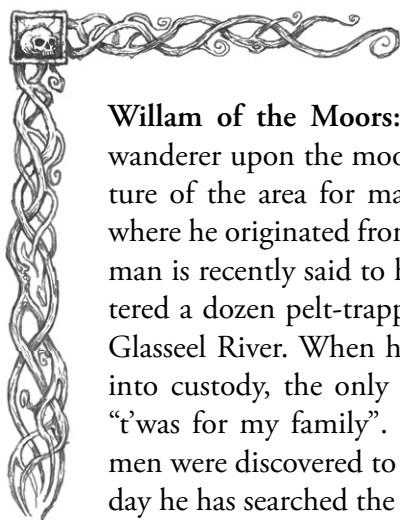 Willam of the Moors:
wanderer upon the moo
ture of the area for ma
where he originated from
man is recently said to h
tered a dozen pelt-trapp
Glasseel River. When h
into custody, the only
“t’was for my family”.
men were discovered to
day he has searched the